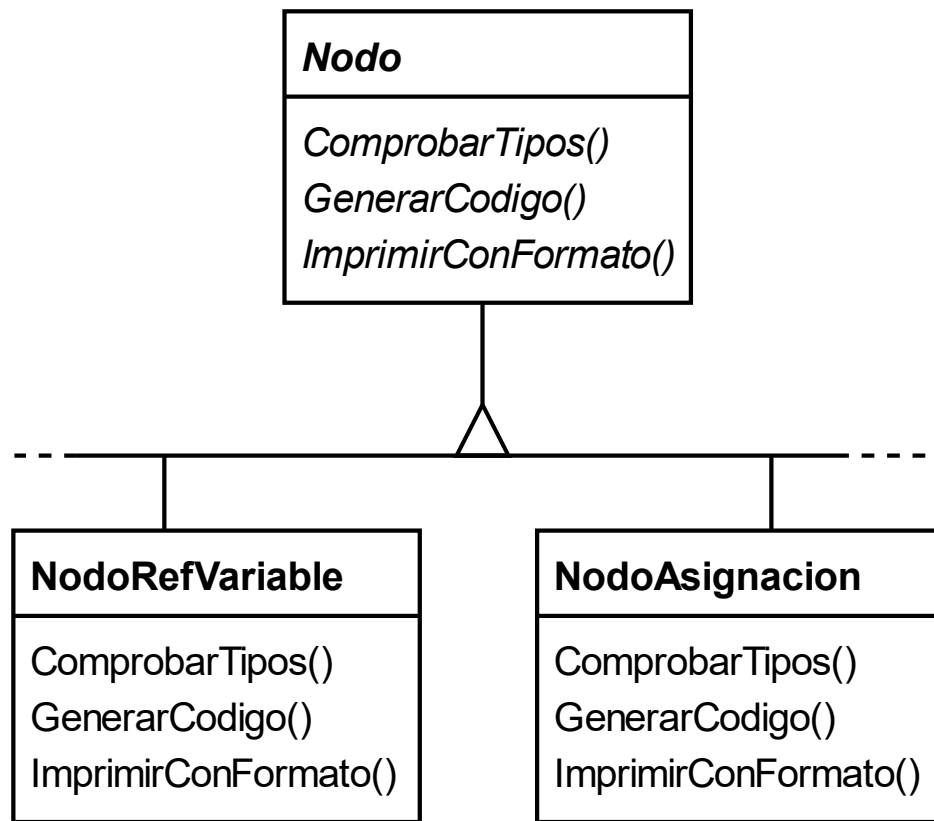 Nodo
ComprobarTipos()
GenerarCodigo()
ImprimirConFormato()
NodoRefVariable
ComprobarTipos()
GenerarCodigo()
ImprimirConFormato()
NodoAsignacion
ComprobarTipos()
GenerarCodigo()
ImprimirConFormato()